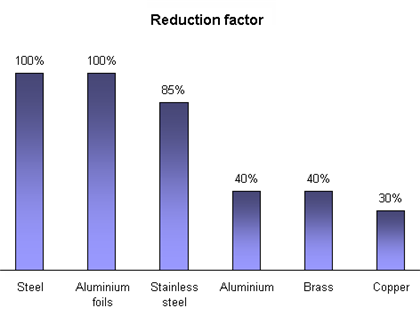 Reduction factor
100%
100%
85%
40%
40%
30%
Steel
Aluminium
foils
Stainless
steel
Aluminium
Brass
Copper